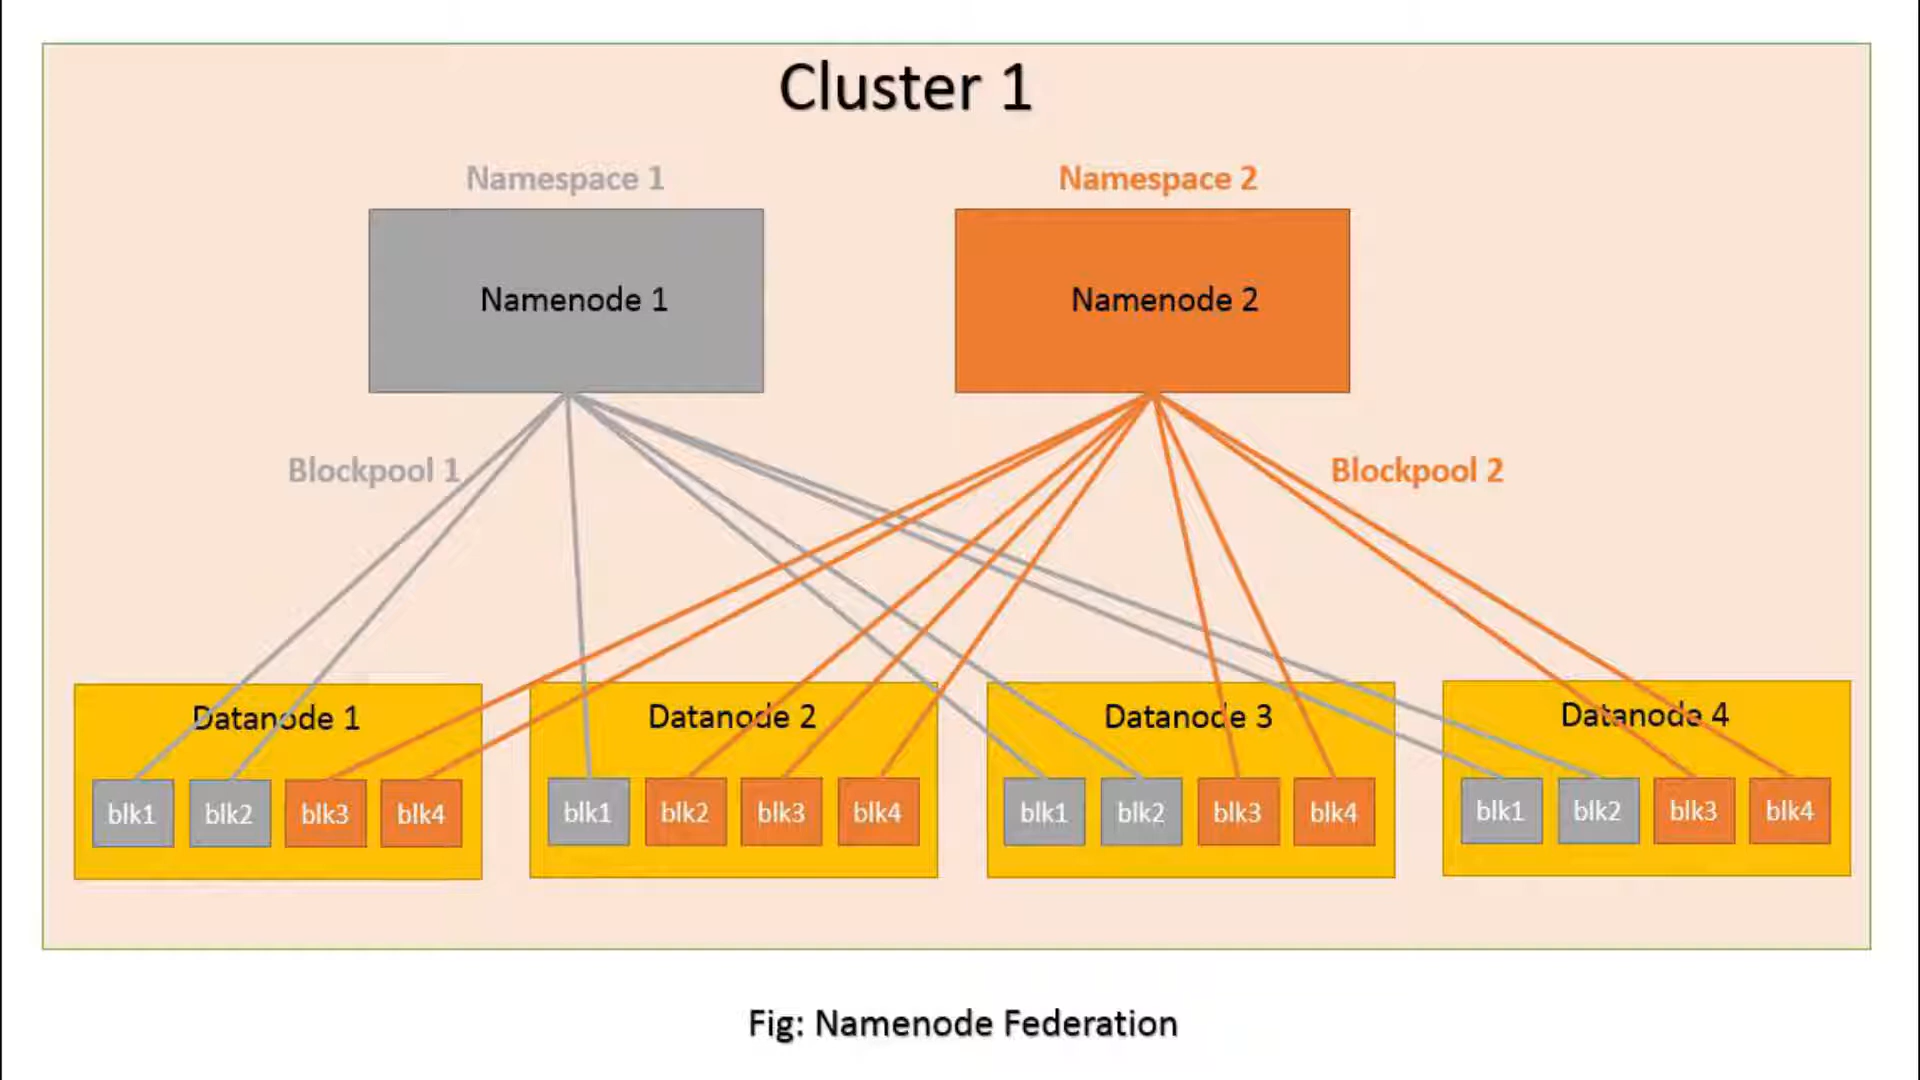 Cluster 1
Namespace 1
Namespace 2
Namenode 1
Namenode 2
Blockpool 1
Blockpool 2
Datanode 1
Datanode 2
Datanode 3
Datanode 4
blk1 blk2 blk3 blk4
blk1 blk2 blk3 blk4
blk1 blk2 blk3 blk4
blk1 blk2 blk3 blk4
Fig: Namenode Federation